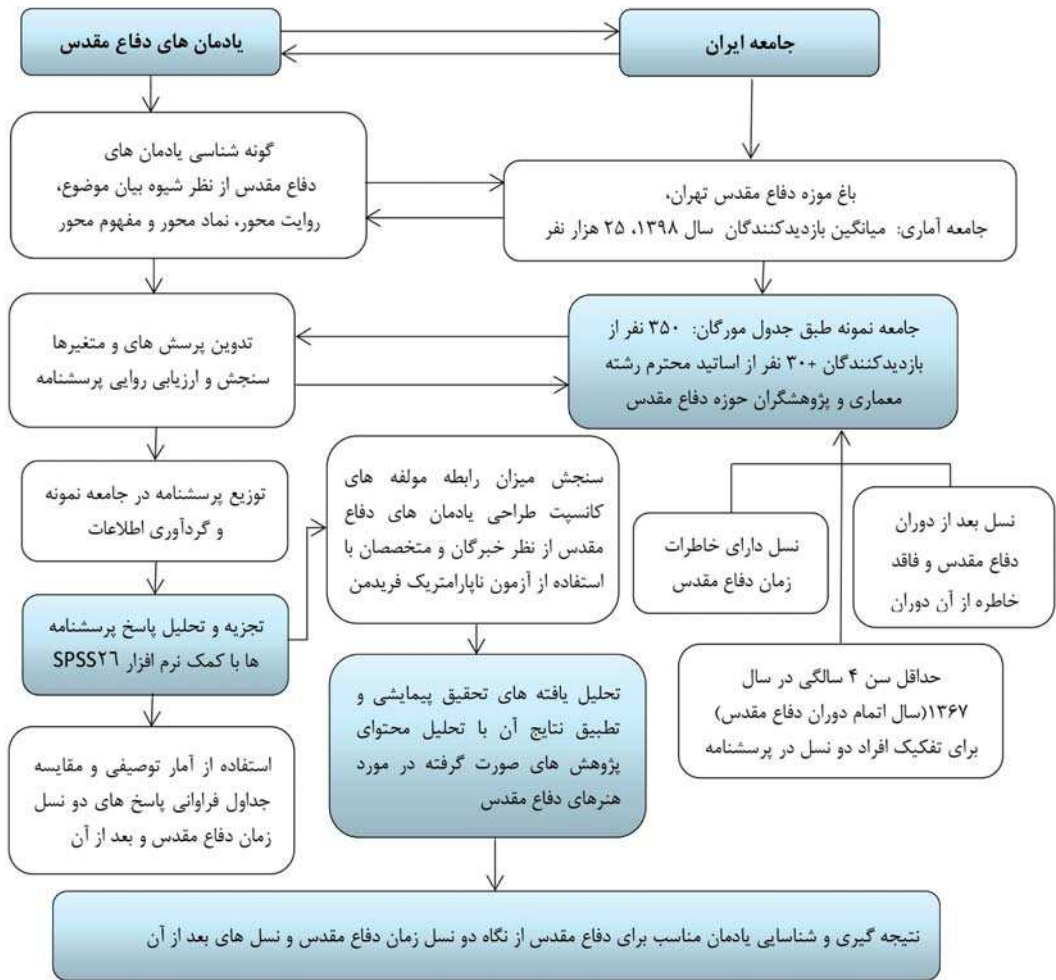 جامعه ایران
یادمان های دفاع مقدس
گونه شناسی یادمان های
دفاع مقدس از نظر شیوه بیان موضوع،
روایت محور، نماد محور و مفهوم محور
باغ موزه دفاع مقدس تهران،
جامعه آماری: میانگین بازدیدکنندگان سال ۱۳۹۸، ۲۵ هزار نفر
جامعه نمونه طبق جدول مورگان: ۳۵۰ نفر از
بازدیدکنندگان +۳۰ نفر از اساتید محترم رشته
معماری و پژوهشگران حوزه دفاع مقدس
تدوین پرسش های و متغیرها
سنجش و ارزیابی روایی پرسشنامه
توزیع پرسشنامه در جامعه نمونه
و گردآوری اطلاعات
سنجش میزان رابطه مولفه های
کانسپت طراحی یادمان های دفاع
مقدس از نظر خبرگان و متخصصان با
استفاده از آزمون ناپارامتریک فریدمن
نسل دارای خاطرات
زمان دفاع مقدس
نسل بعد از دوران
دفاع مقدس و فاقد
خاطره از آن دوران
حداقل سن ۴ سالگی در سال
۱۳۶۷(سال اتمام دوران دفاع مقدس)
برای تفکیک افراد دو نسل در پرسشنامه
تجزیه و تحلیل پاسخ پرسشنامه
ها با کمک نرم افزار SPSS۲۶
تحلیل یافته های تحقیق پیمایشی و
تطبیق نتایج آن با تحلیل محتوای
پژوهش های صورت گرفته در مورد
هنرهای دفاع مقدس
استفاده از آمار توصیفی و مقایسه
جداول فراوانی پاسخ های دو نسل
زمان دفاع مقدس و بعد از آن
نتیجه گیری و شناسایی یادمان مناسب برای دفاع مقدس از نگاه دو نسل زمان دفاع مقدس و نسل های بعد از آن